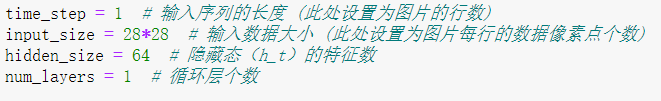 time_step = 1  # 输入序列的长度 (此处设置为图片的行数)
input_size = 28*28  # 输入数据大小 (此处设置为图片每行的数据像素点个数)
hidden_size = 64  # 隐藏态（h_t）的特征数
num_layers = 1  # 循环层个数